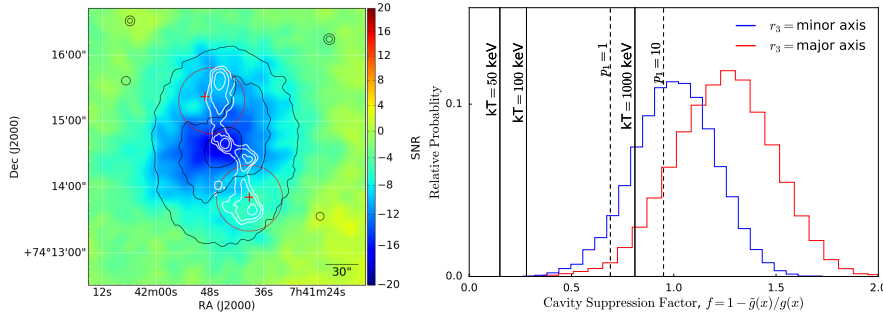 16'00"
15'00"
14'00"
+74°13'00"
Dec (J2000)
12s
42m00s
48s
36s
7h41m24s
RA (J2000)
30"
20
16
12
8
4
0
−4
−8
−12
−16
−20
SNR
kT = 50 keV
kT = 100 keV
p₁ = 1
kT = 1000 keV
p₁ = 10
r₃ = minor axis
r₃ = major axis
0.1
0.0
Relative Probablity
0.5
1.0
1.5
2.0
Cavity Suppression Factor, f = 1 − g̃(x)/g(x)